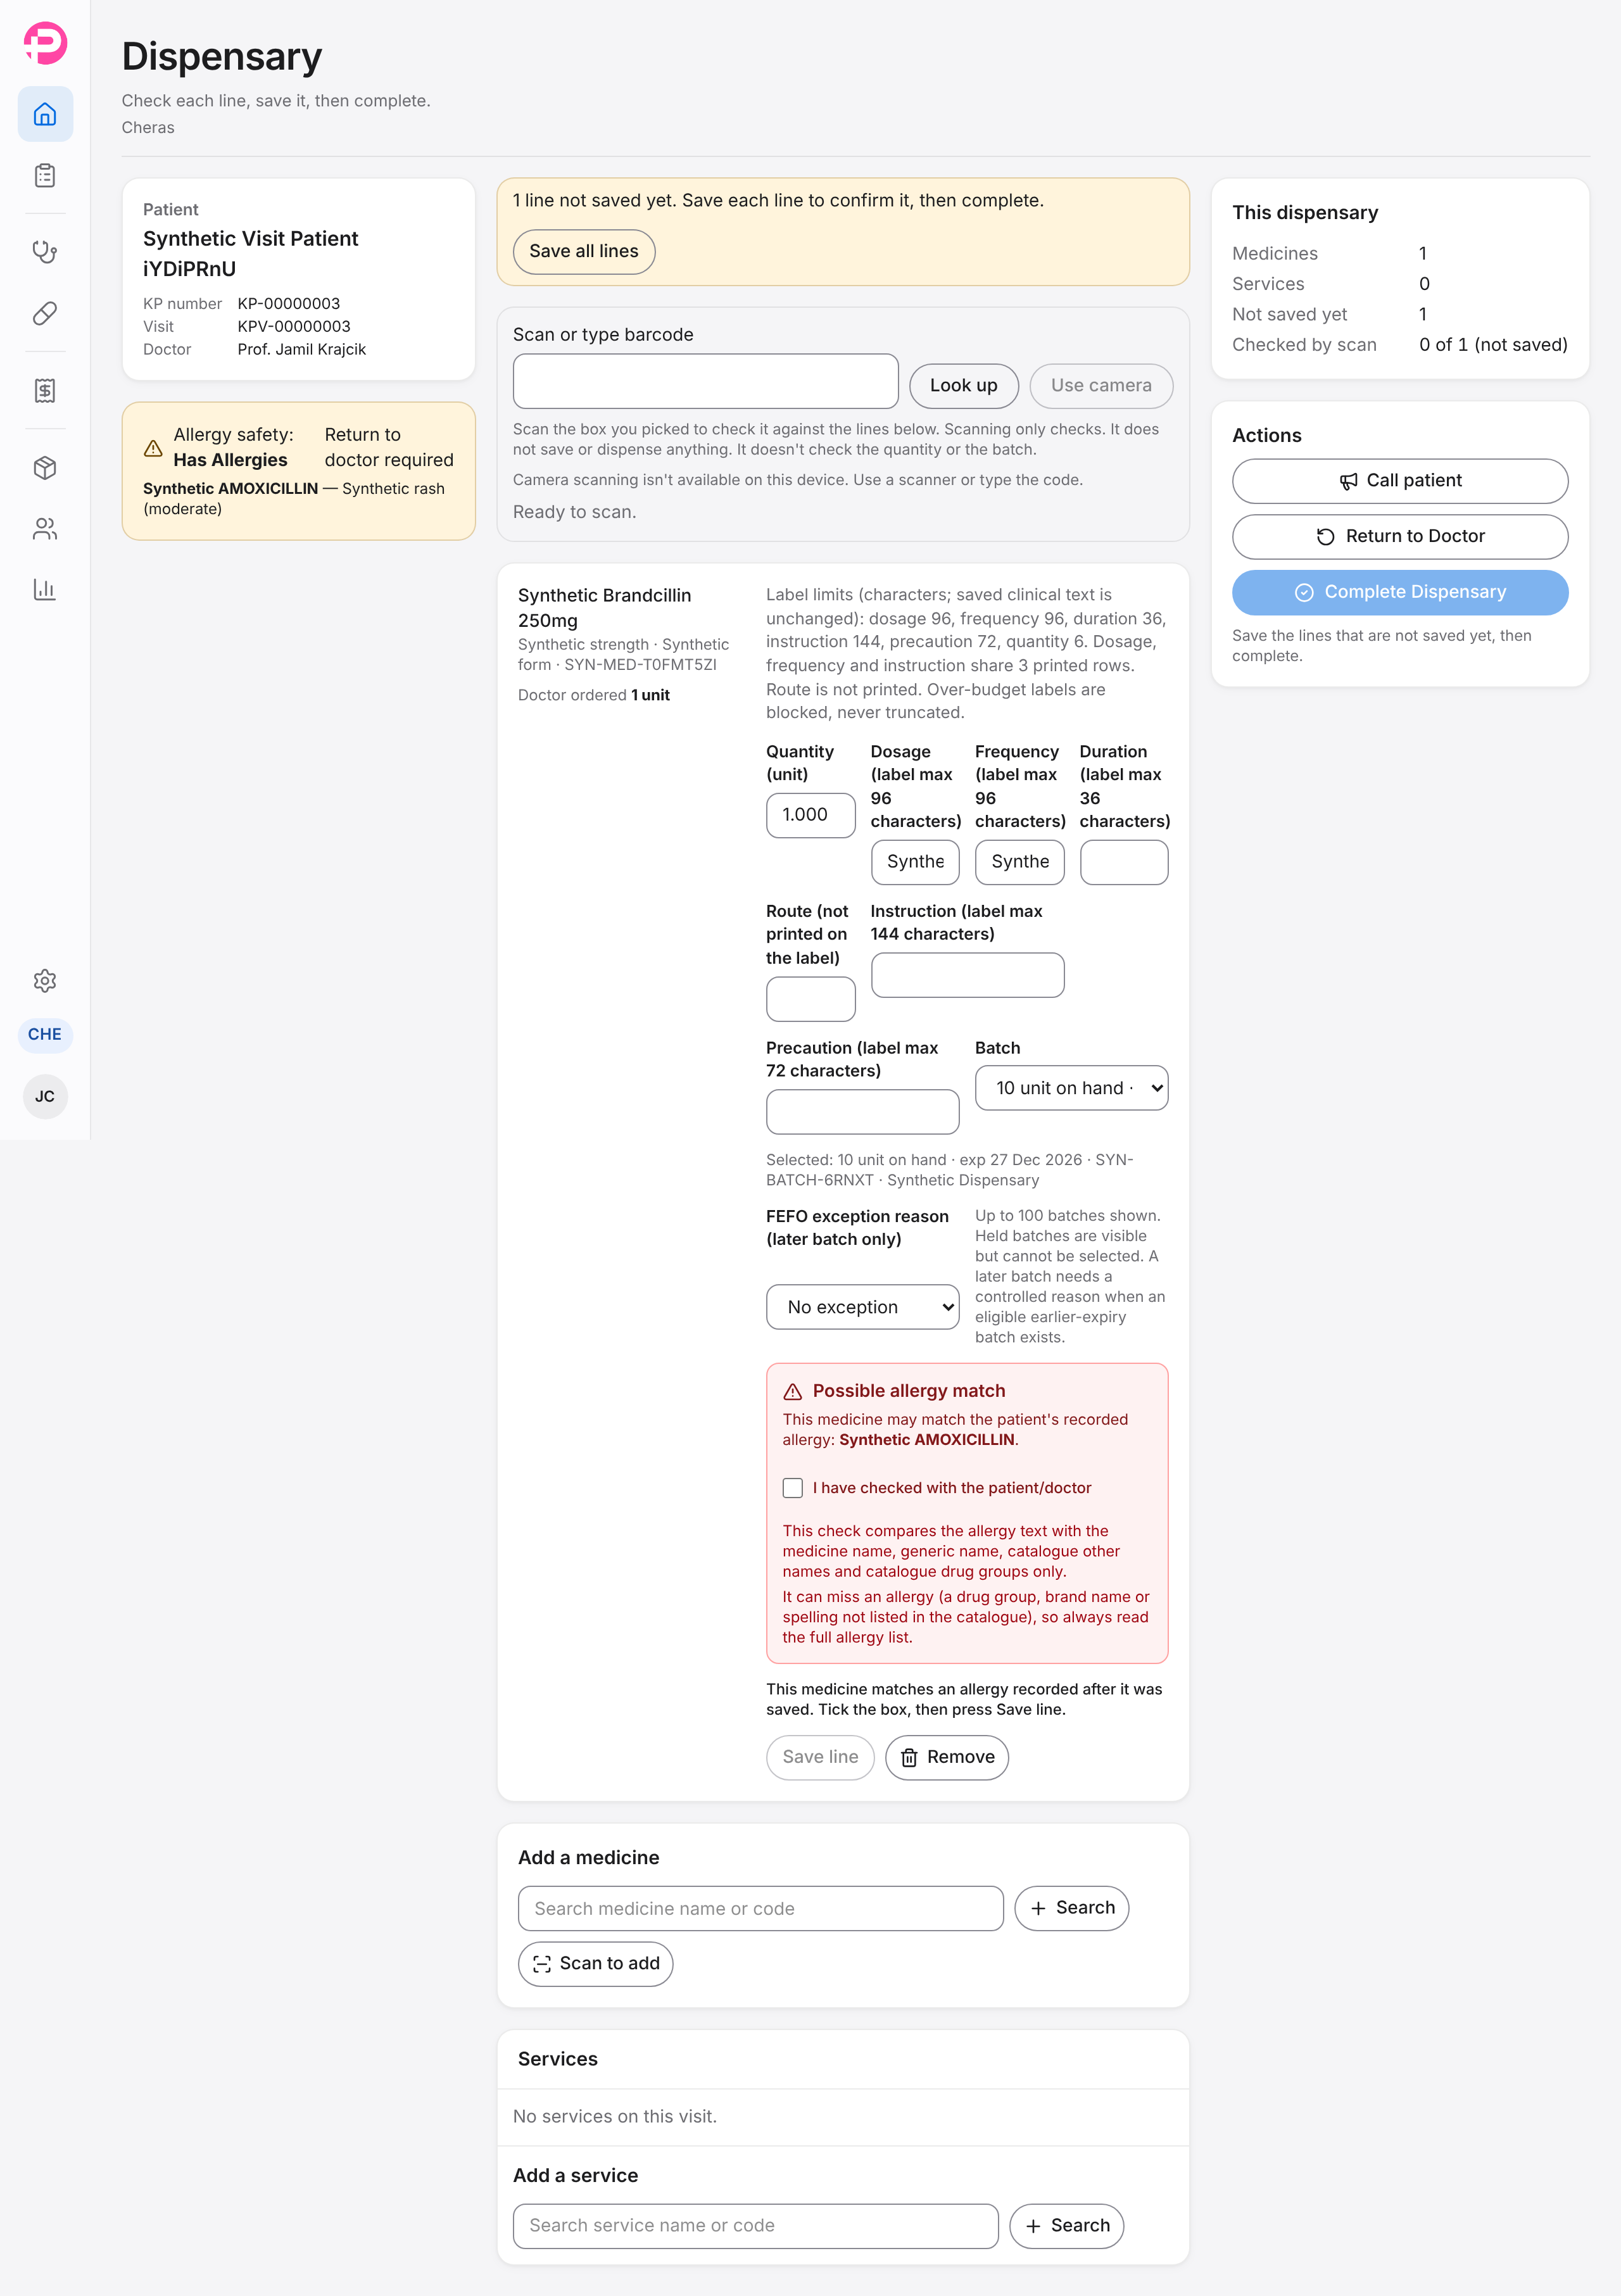 Dispensary
Check each line, save it, then complete.
Cheras
Patient
Synthetic Visit Patient
iYDiPRnU
KP number KP-00000003
Visit KPV-00000003
Doctor Prof. Jamil Krajcik
Allergy safety: Has Allergies
Return to doctor required
Synthetic AMOXICILLIN — Synthetic rash
(moderate)
1 line not saved yet. Save each line to confirm it, then complete.
Save all lines
Scan or type barcode
Look up
Use camera
Scan the box you picked to check it against the lines below. Scanning only checks. It does
not save or dispense anything. It doesn't check the quantity or the batch.
Camera scanning isn't available on this device. Use a scanner or type the code.
Ready to scan.
Synthetic Brandcillin
250mg
Synthetic strength · Synthetic
form · SYN-MED-T0FMT5ZI
Doctor ordered 1 unit
Label limits (characters; saved clinical text is
unchanged): dosage 96, frequency 96, duration 36,
instruction 144, precaution 72, quantity 6. Dosage,
frequency and instruction share 3 printed rows.
Route is not printed. Over-budget labels are
blocked, never truncated.
Quantity (unit)
1.000
Dosage (label max 96 characters)
Synthe
Frequency (label max 96 characters)
Synthe
Duration (label max 36 characters)
Route (not printed on the label)
Instruction (label max 144 characters)
Precaution (label max 72 characters)
Batch
10 unit on hand ·
Selected: 10 unit on hand · exp 27 Dec 2026 · SYN-
BATCH-6RNXT · Synthetic Dispensary
FEFO exception reason
(later batch only)
No exception
Up to 100 batches shown.
Held batches are visible
but cannot be selected. A
later batch needs a
controlled reason when an
eligible earlier-expiry
batch exists.
Possible allergy match
This medicine may match the patient's recorded
allergy: Synthetic AMOXICILLIN.
I have checked with the patient/doctor
This check compares the allergy text with the
medicine name, generic name, catalogue other
names and catalogue drug groups only.
It can miss an allergy (a drug group, brand name or
spelling not listed in the catalogue), so always read
the full allergy list.
This medicine matches an allergy recorded after it was
saved. Tick the box, then press Save line.
Save line
Remove
Add a medicine
Search medicine name or code
Search
Scan to add
Services
No services on this visit.
Add a service
Search service name or code
Search
This dispensary
Medicines 1
Services 0
Not saved yet 1
Checked by scan 0 of 1 (not saved)
Actions
Call patient
Return to Doctor
Complete Dispensary
Save the lines that are not saved yet, then
complete.
CHE
JC